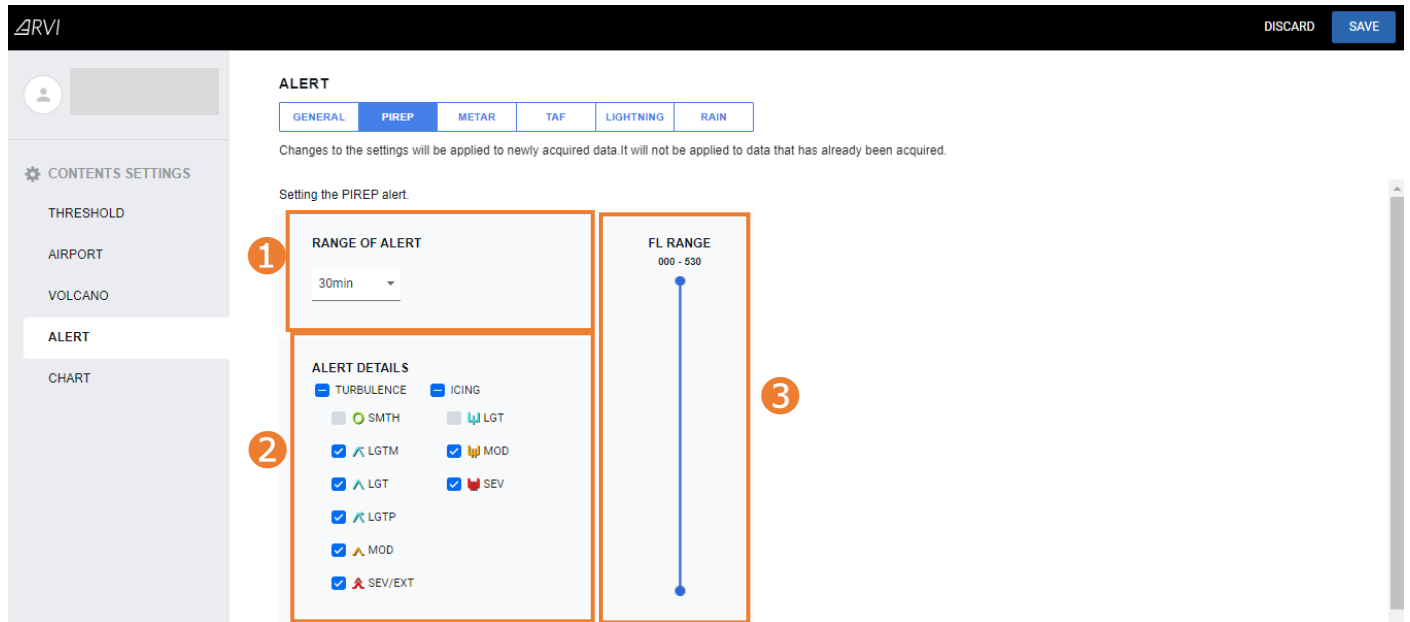 ARVI
DISCARD SAVE
ALERT
GENERAL PIREP METAR TAF LIGHTNING RAIN
Changes to the settings will be applied to newly acquired data.It will not be applied to data that has already been acquired.
CONTENTS SETTINGS
THRESHOLD
AIRPORT
VOLCANO
ALERT
CHART
Setting the PIREP alert.
1
RANGE OF ALERT
30min
2
ALERT DETAILS
TURBULENCE ICING
SMTH LGT
LGTM MOD
LGT SEV
LGTP
MOD
SEV/EXT
FL RANGE
000 - 530
3